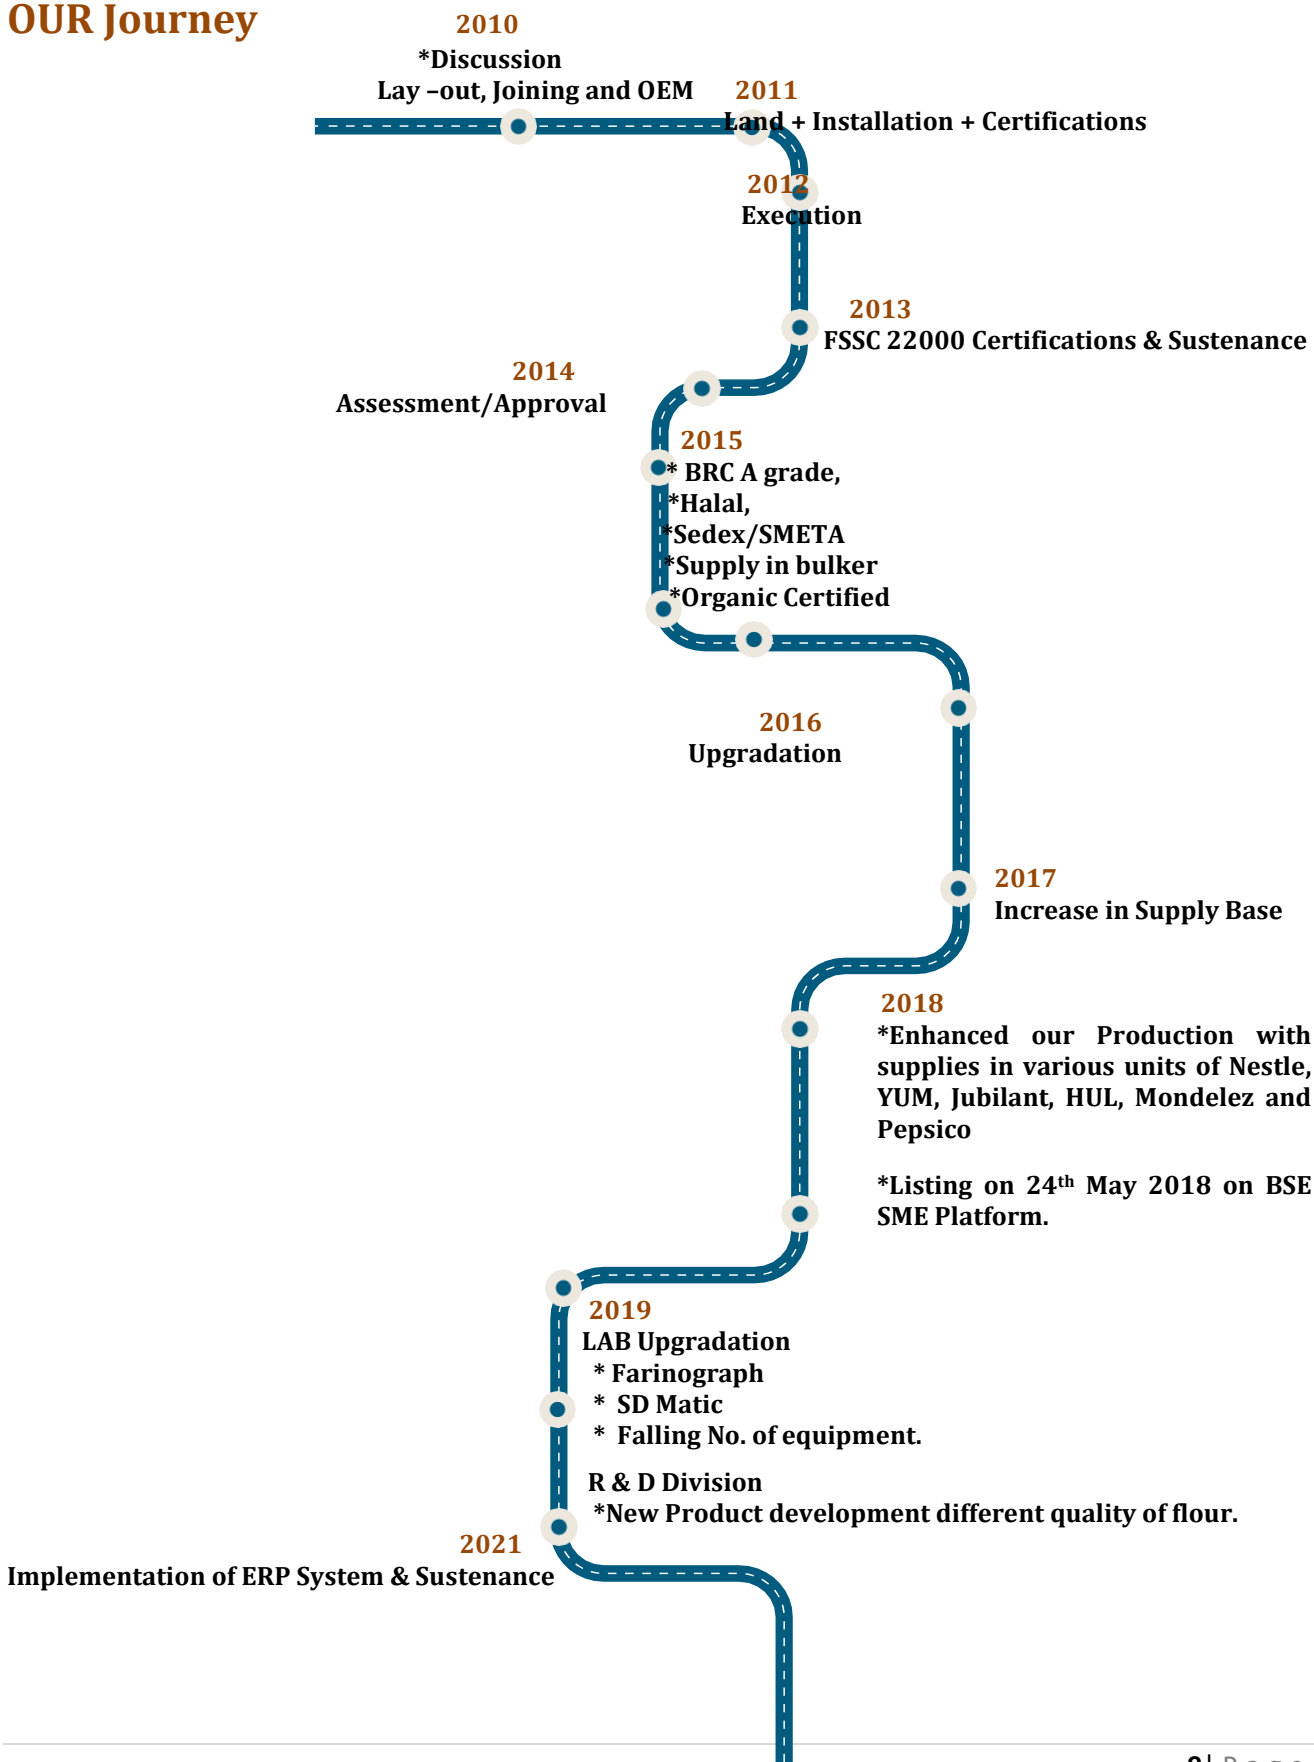 OUR Journey
2010
*Discussion
Lay –out, Joining and OEM
2011
Land + Installation + Certifications
2012
Execution
2013
FSSC 22000 Certifications & Sustenance
2014
Assessment/Approval
2015
* BRC A grade,
*Halal,
*Sedex/SMETA
*Supply in bulker
*Organic Certified
2016
Upgradation
2017
Increase in Supply Base
2018
*Enhanced our Production with
supplies in various units of Nestle,
YUM, Jubilant, HUL, Mondelez and
Pepsico
*Listing on 24th May 2018 on BSE
SME Platform.
2019
LAB Upgradation
* Farinograph
* SD Matic
* Falling No. of equipment.
R & D Division
*New Product development different quality of flour.
2021
Implementation of ERP System & Sustenance